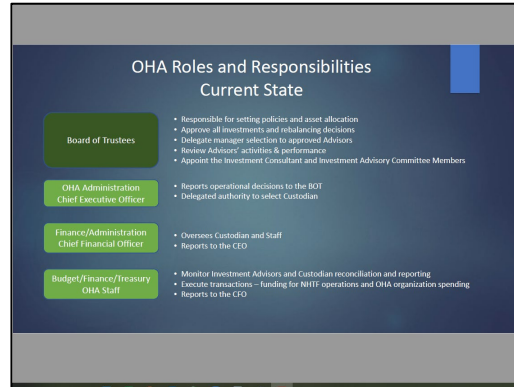 OHA Roles and Responsibilities
Current State
Board of Trustees
• Responsible for setting policies and asset allocation
• Approve all investments and rebalancing decisions
• Delegate manager selection to approved Advisors
• Review Advisors' activities & performance
• Appoint the Investment Consultant and Investment Advisory Committee Members
OHA Administration
Chief Executive Officer
• Reports operational decisions to the BOT
• Delegated authority to select Custodian
Finance/Administration
Chief Financial Officer
• Oversees Custodian and Staff
• Reports to the CEO
Budget/Finance/Treasury
OHA Staff
• Monitor Investment Advisors and Custodian reconciliation and reporting
• Execute transactions – funding for NHTF operations and OHA organization spending
• Reports to the CFO